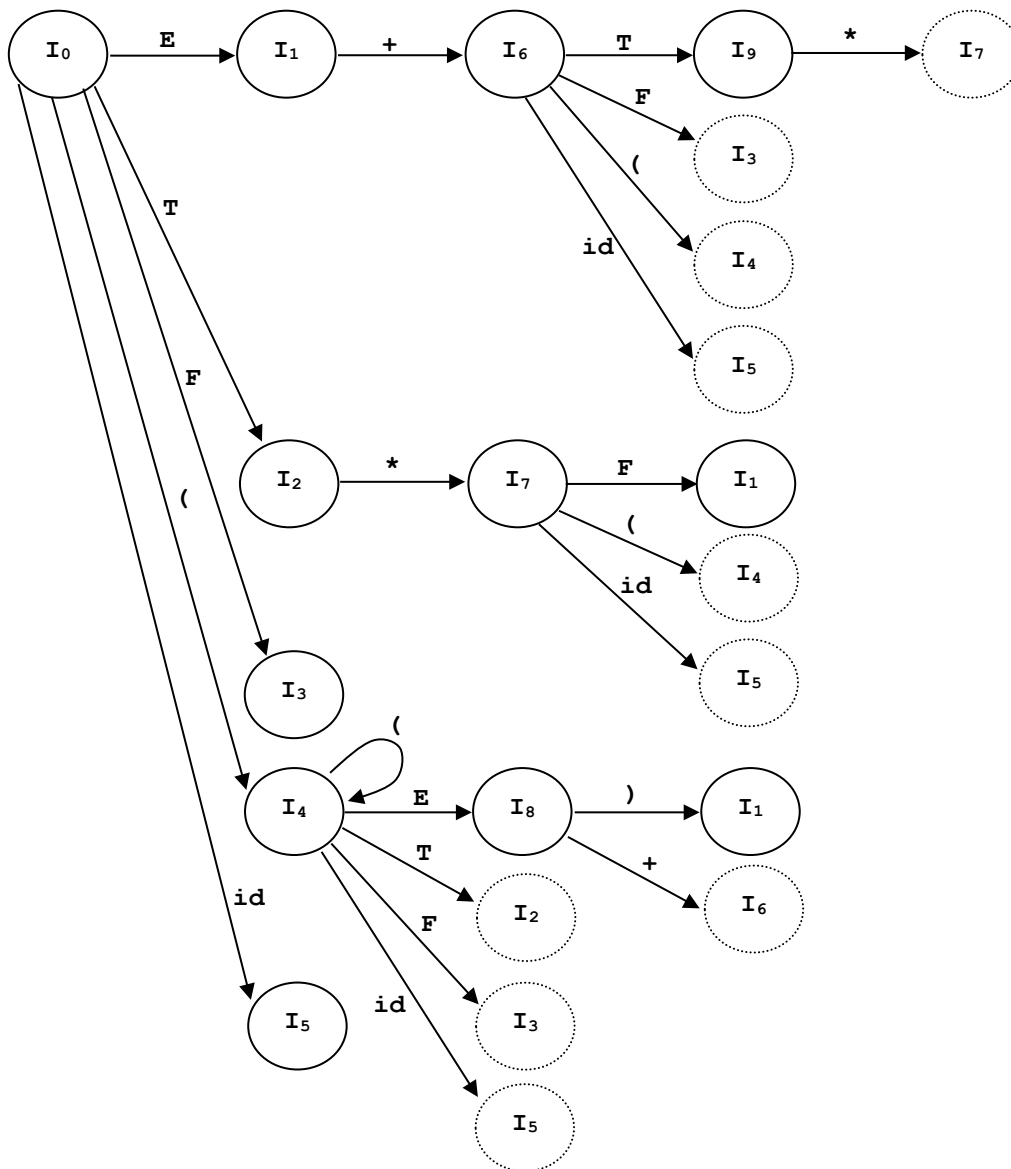 I₀ E I₁ + I₆ T I₉ * I₇
F
I₃
(
I₄
T
id
I₅
F
I₂ * I₇ F I₁
(
(
I₄
id
I₅
I₃
(
I₄ E I₈ ) I₁
T
+
id
I₂
F
I₆
id
I₅
I₃
I₅